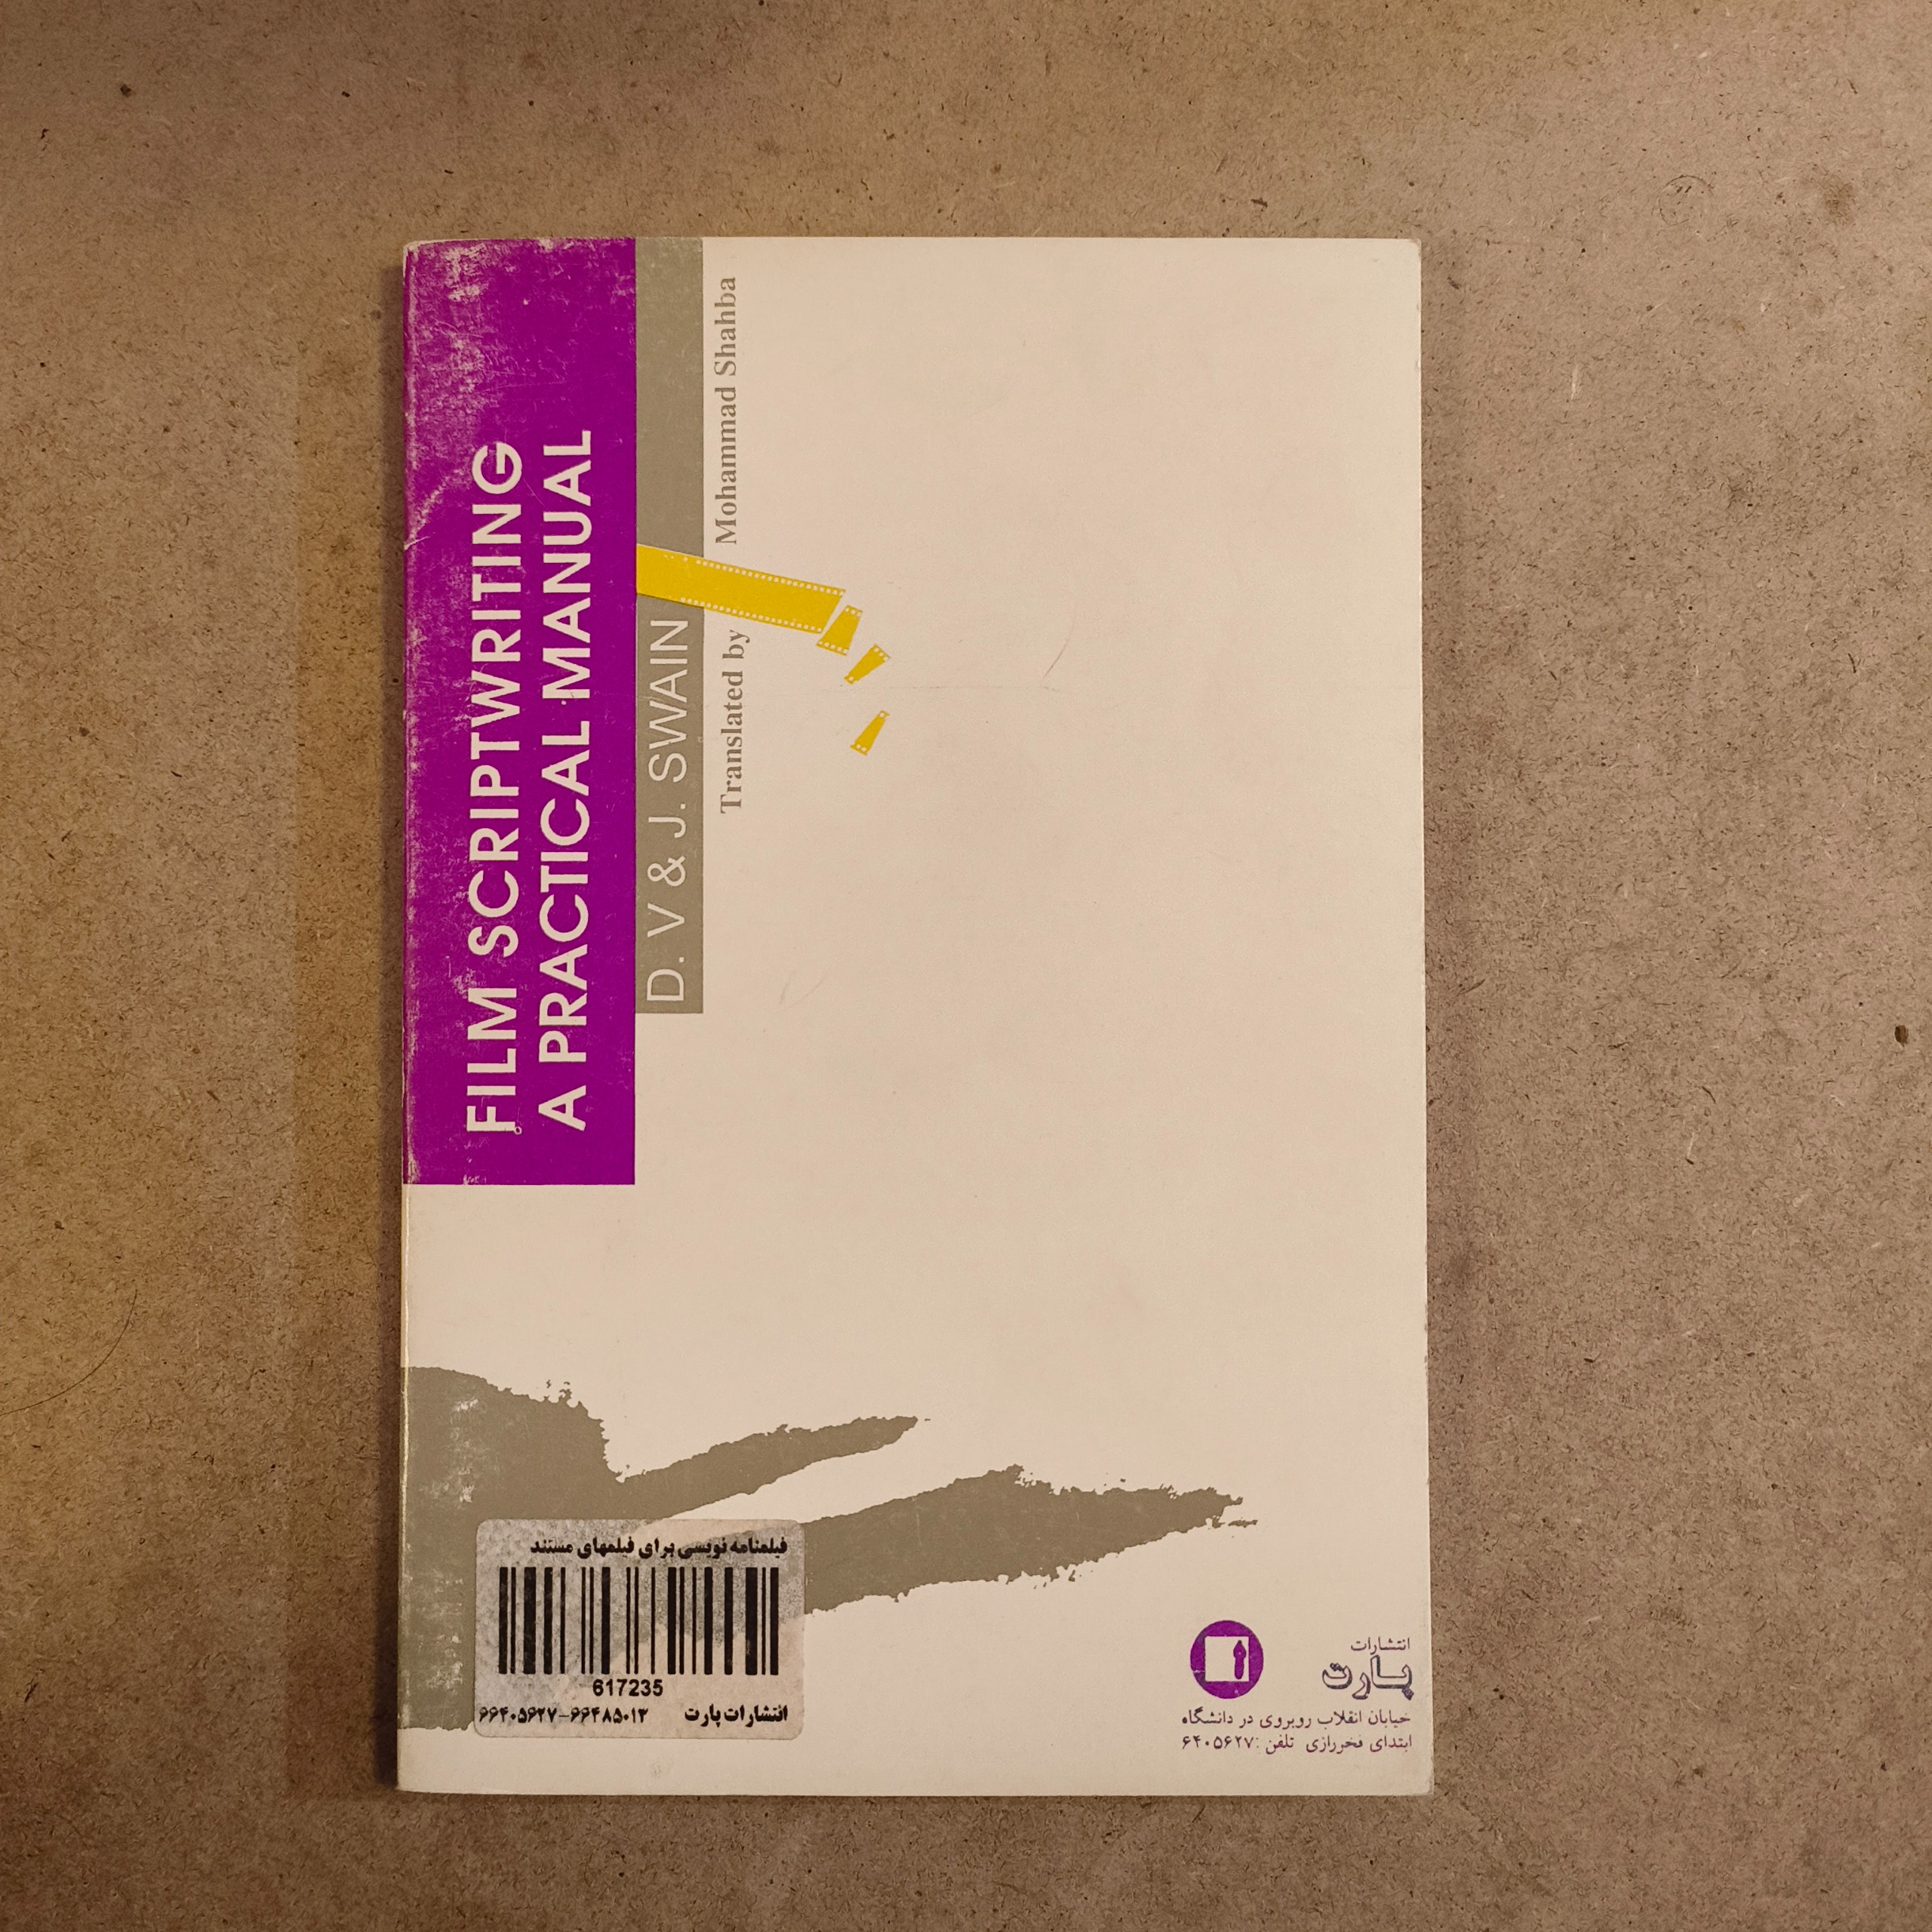 FILM SCRIPTWRITING
A PRACTICAL MANUAL
D. V & J. SWAIN
Translated by Mohammad Shahba
فیلمنامه نویسی برای فیلمهای مستند
617235
انتشارات پارت ۶۶۴۰۵۶۲۷-۶۶۴۸۵۰۱۲
انتشارات
پارت
خیابان انقلاب روبروی در دانشگاه
ابتدای فخررازی تلفن :۶۴۰۵۶۲۷